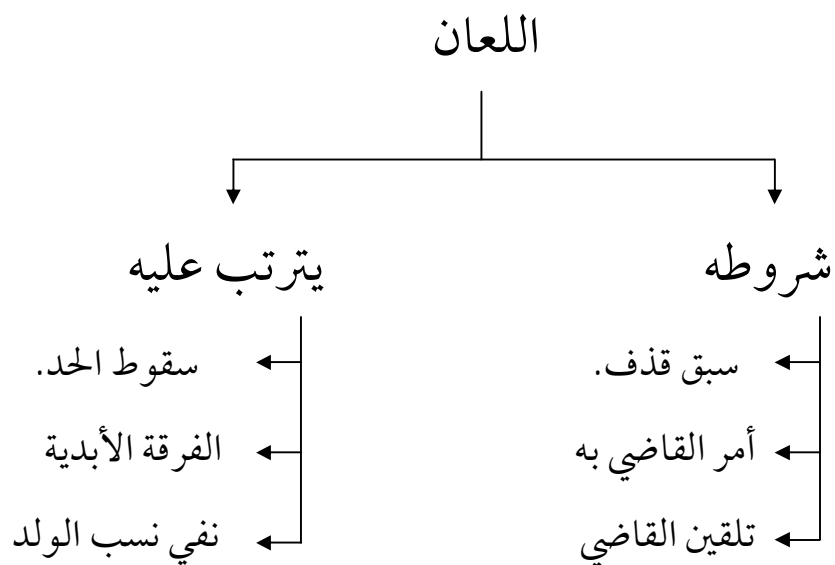 اللعان
شروطه
سبق قذف.
أمر القاضي به
تلقين القاضي
يترتب عليه
سقوط الحد.
الفرقة الأبدية
نفي نسب الولد